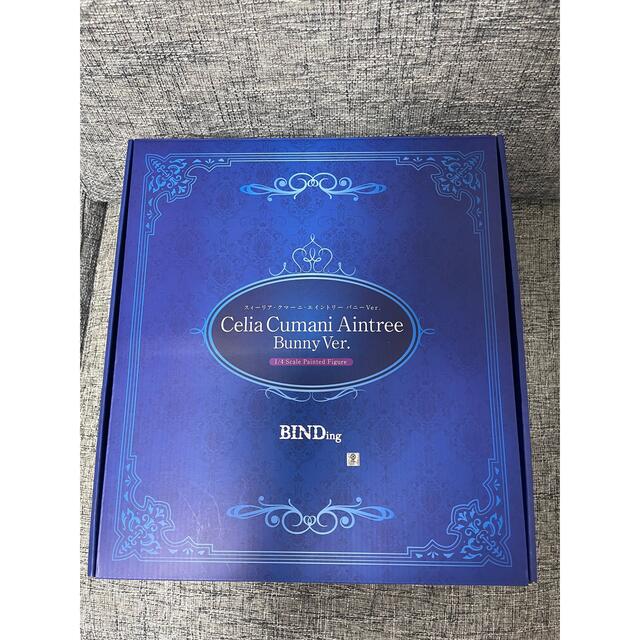 スィーリア・クマーニ・エイントリー バニーVer.
Celia Cumani Aintree
Bunny Ver.
1/4 Scale Painted Figure
BINDing